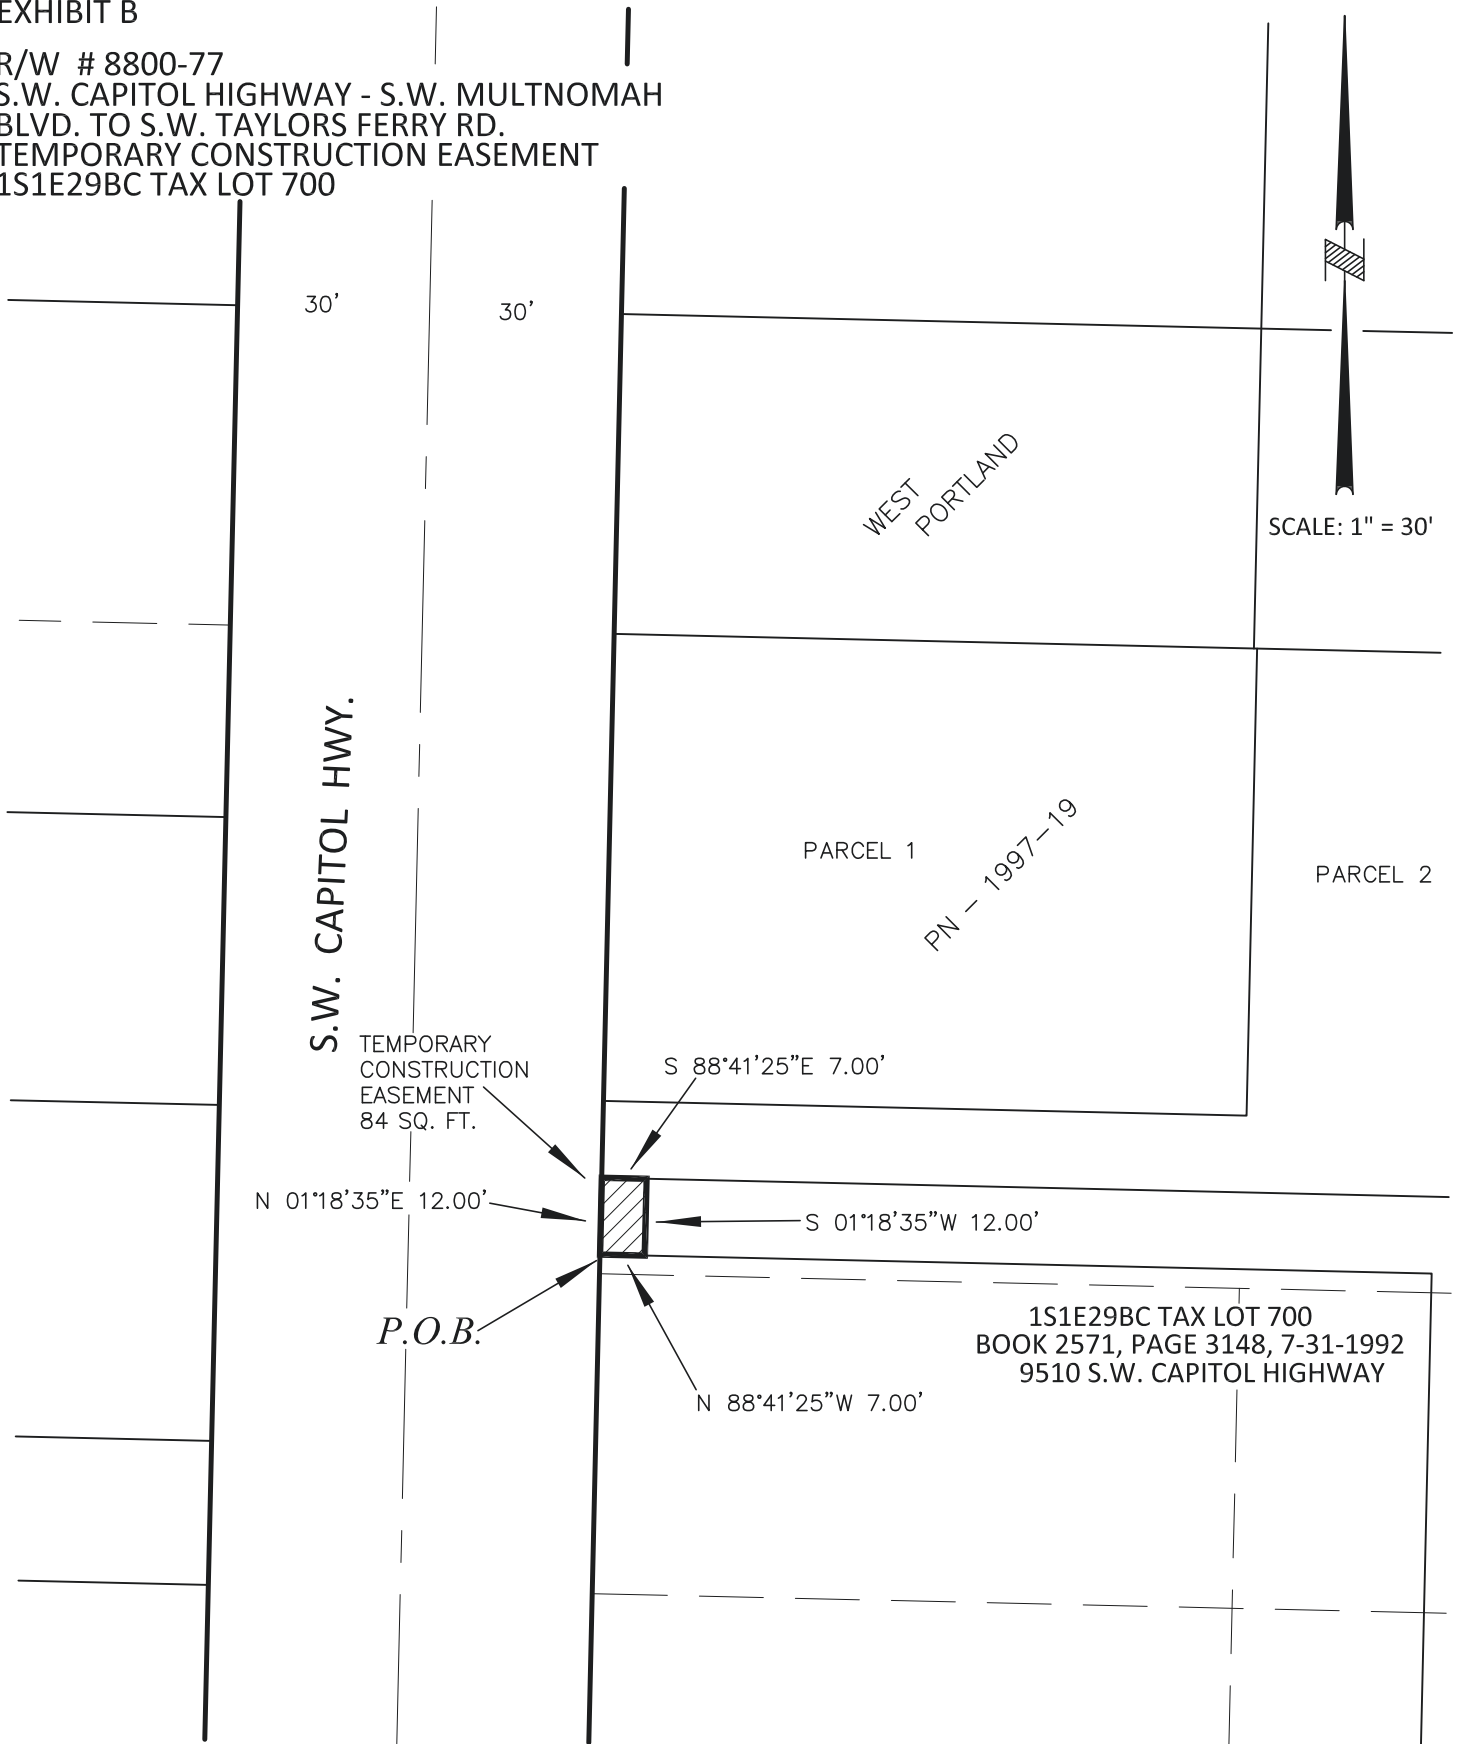 EXHIBIT B
R/W # 8800-77
S.W. CAPITOL HIGHWAY - S.W. MULTNOMAH
BLVD. TO S.W. TAYLORS FERRY RD.
TEMPORARY CONSTRUCTION EASEMENT
1S1E29BC TAX LOT 700
30’
30’
WEST
PORTLAND
SCALE: 1" = 30'
S.W. CAPITOL HWY.
PARCEL 1
PN – 1997–19
PARCEL 2
TEMPORARY
CONSTRUCTION
EASEMENT
84 SQ. FT.
S 88°41’25”E 7.00’
N 01°18’35”E 12.00’
S 01°18’35”W 12.00’
P.O.B.
1S1E29BC TAX LOT 700
BOOK 2571, PAGE 3148, 7-31-1992
9510 S.W. CAPITOL HIGHWAY
N 88°41’25”W 7.00’